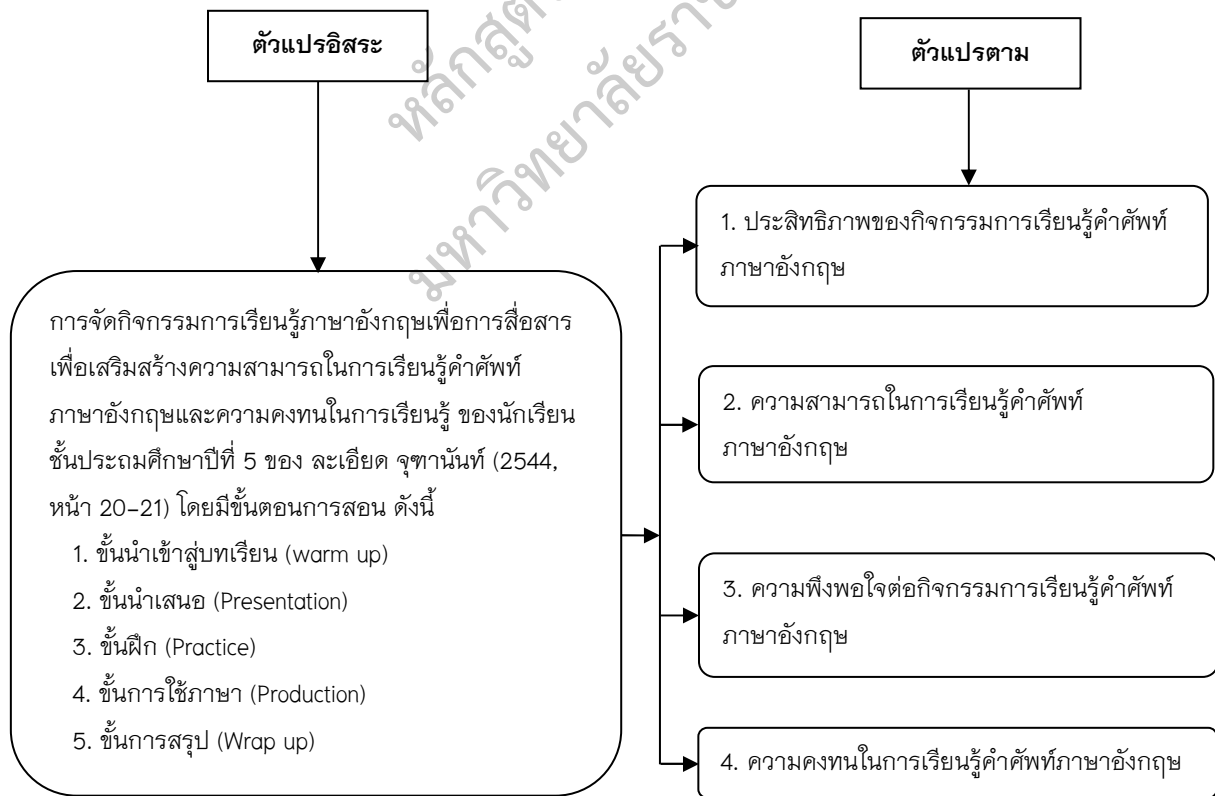 ตัวแปรอิสระ
ตัวแปรตาม
การจัดกิจกรรมการเรียนรู้ภาษาอังกฤษเพื่อการสื่อสาร
เพื่อเสริมสร้างความสามารถในการเรียนรู้คำศัพท์
ภาษาอังกฤษและความคงทนในการเรียนรู้ ของนักเรียน
ชั้นประถมศึกษาปีที่ 5 ของ ละเอียด จุฑานันท์ (2544,
หน้า 20-21) โดยมีขั้นตอนการสอน ดังนี้
1. ขั้นนำเข้าสู่บทเรียน (warm up)
2. ขั้นนำเสนอ (Presentation)
3. ขั้นฝึก (Practice)
4. ขั้นการใช้ภาษา (Production)
5. ขั้นการสรุป (Wrap up)
1. ประสิทธิภาพของกิจกรรมการเรียนรู้คำศัพท์
ภาษาอังกฤษ
2. ความสามารถในการเรียนรู้คำศัพท์
ภาษาอังกฤษ
3. ความพึงพอใจต่อกิจกรรมการเรียนรู้คำศัพท์
ภาษาอังกฤษ
4. ความคงทนในการเรียนรู้คำศัพท์ภาษาอังกฤษ
หลักสูตร
มหาวิทยาลัยราช